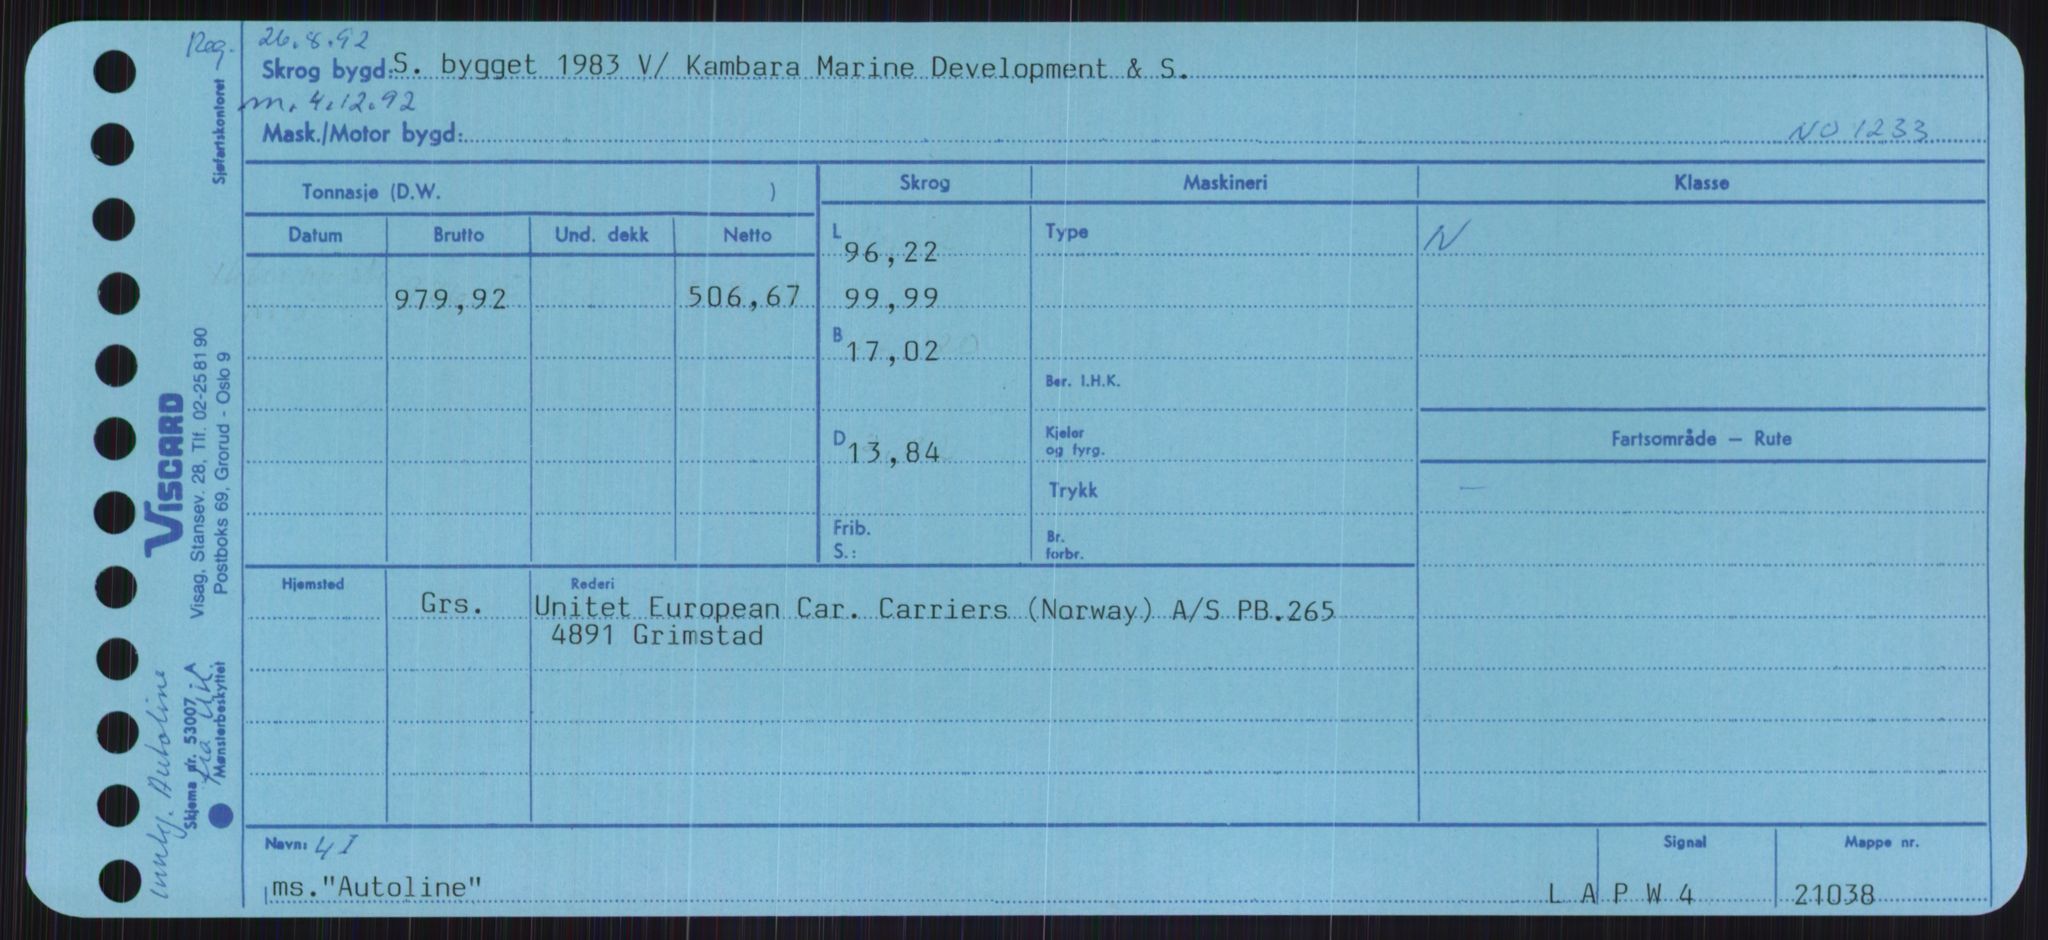 Reg. 26.8.92
Skrog bygd: S. bygget 1983 V/ Kambara Marine Development & S.
m. 4.12.92
Mask./Motor bygd: NO 1233
Tonnasje (D.W. )
Skrog Maskineri Klasse
Datum Brutto Und. dekk Netto
L 96,22 Type N
979,92 506,67 99,99
B 17,02
Ber. I.H.K.
D 13,84 Kjeler og fyrg.
Fartsområde — Rute
Trykk —
Frib. S.: Br. forbr.
Hjemsted Rederi
Grs. Unitet European Car. Carriers (Norway) A/S PB.265
4891 Grimstad
Navn: 4 I Signal Mappe nr.
ms."Autoline" L A P W 4 21038
Sjøfartskontoret
VISCARD
Visag, Stansev. 28, Tlf. 02-25 81 90
Postboks 69, Grorud - Oslo 9
Skjema nr. 53007 A
Mønsterbeskyttet
Autoline
fra